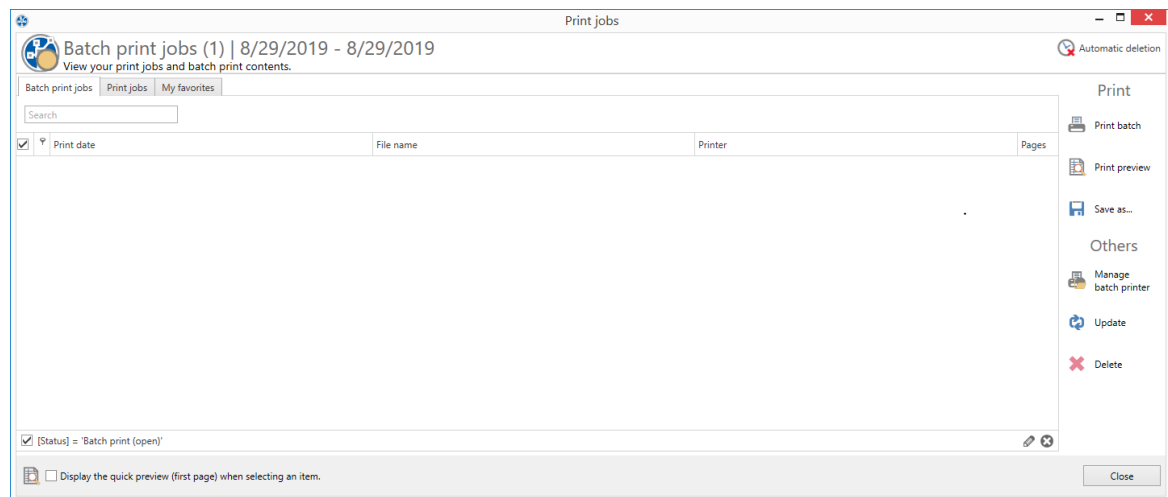 Print jobs
Batch print jobs (1) | 8/29/2019 - 8/29/2019
View your print jobs and batch print contents.
Automatic deletion
Batch print jobs Print jobs My favorites
Search
Print date File name Printer Pages
Print
Print batch
Print preview
Save as...
Others
Manage
batch printer
Update
Delete
[Status] = 'Batch print (open)'
Display the quick preview (first page) when selecting an item.
Close